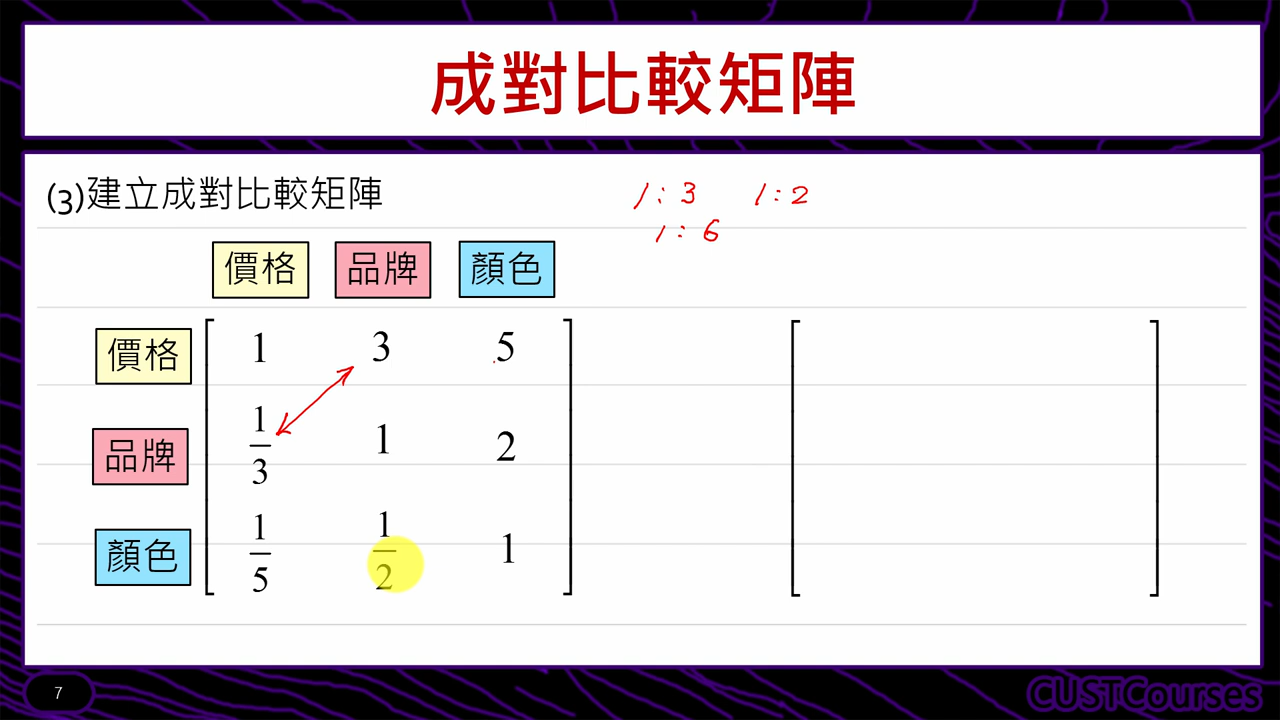 成對比較矩陣
(3)建立成對比較矩陣
1:3 1:2
1:6
價格 品牌 顏色
價格 1 3 5
品牌 1/3 1 2
顏色 1/5 1/2 1
7
CUSTCourses